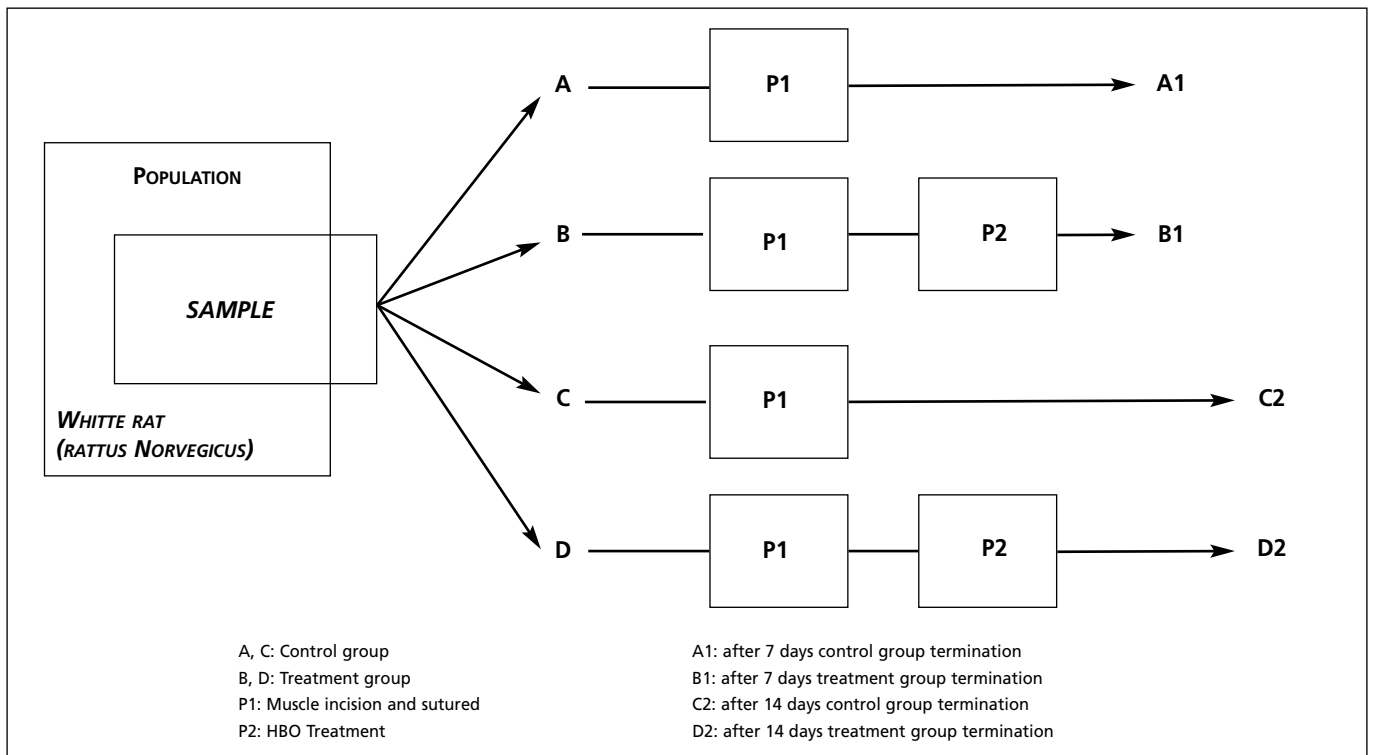 POPULATION
SAMPLE
WHITTE RAT
(RATTUS NORVEGICUS)
A
P1
A1
B
P1
P2
B1
C
P1
C2
D
P1
P2
D2
A, C: Control group
B, D: Treatment group
P1: Muscle incision and sutured
P2: HBO Treatment
A1: after 7 days control group termination
B1: after 7 days treatment group termination
C2: after 14 days control group termination
D2: after 14 days treatment group termination